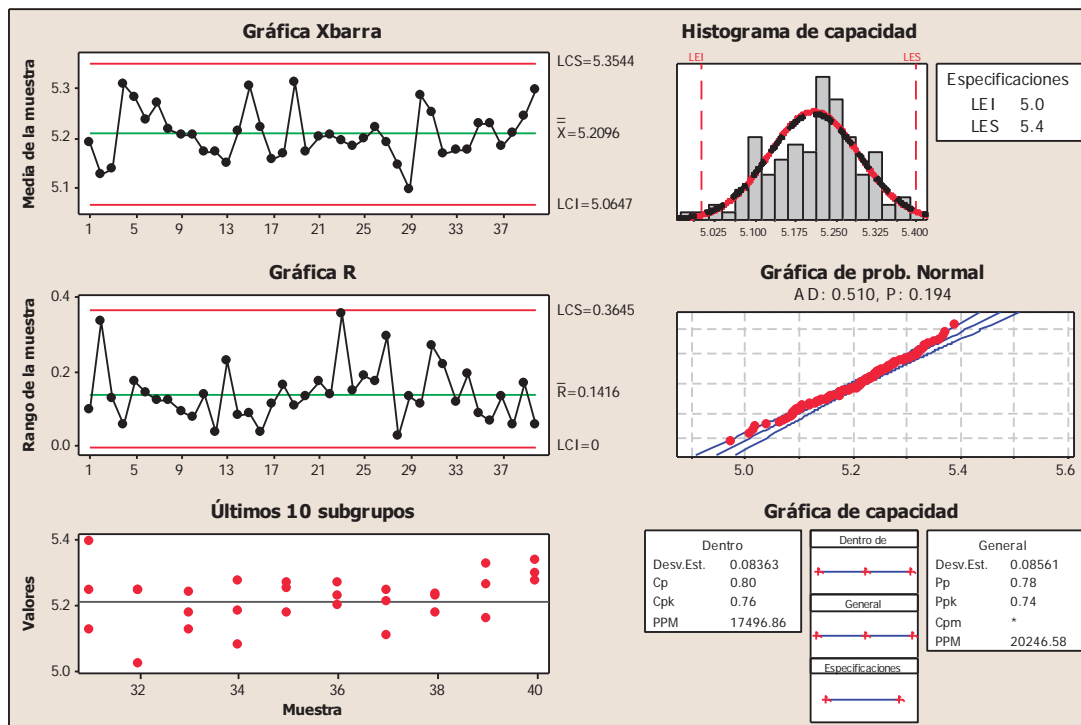 Gráfica Xbarra
Media de la muestra
5.3
5.2
5.1
1 5 9 13 17 21 25 29 33 37
LCS=5.3544
X=5.2096
LCI=5.0647
Histograma de capacidad
LEI
LES
5.025 5.100 5.175 5.250 5.325 5.400
Especificaciones
LEI 5.0
LES 5.4
Gráfica R
Rango de la muestra
0.4
0.2
0.0
1 5 9 13 17 21 25 29 33 37
LCS=0.3645
R=0.1416
LCI=0
Gráfica de prob. Normal
AD: 0.510, P: 0.194
5.0 5.2 5.4 5.6
Últimos 10 subgrupos
Valores
5.4
5.2
5.0
32 34 36 38 40
Muestra
Gráfica de capacidad
Dentro
Desv.Est. 0.08363
Cp 0.80
Cpk 0.76
PPM 17496.86
Dentro de
General
Especificaciones
General
Desv.Est. 0.08561
Pp 0.78
Ppk 0.74
Cpm *
PPM 20246.58